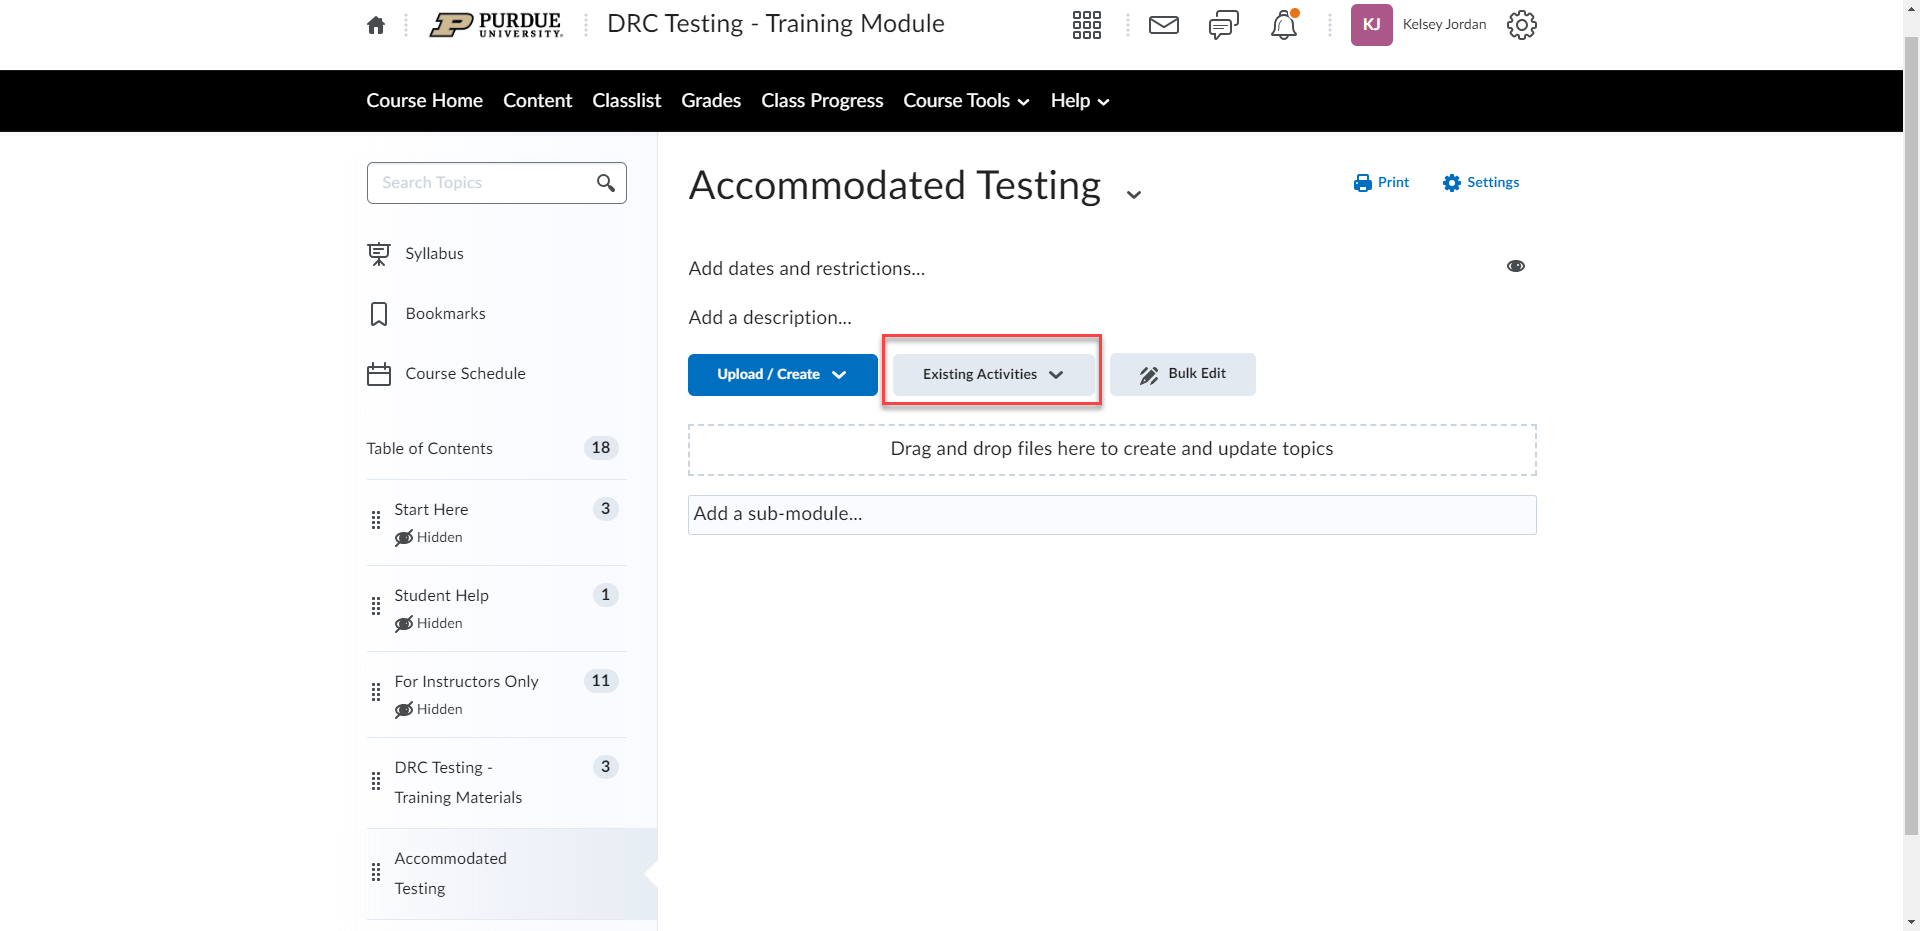 PURDUE
UNIVERSITY.
DRC Testing - Training Module
KJ
Kelsey Jordan
Course Home Content Classlist Grades Class Progress Course Tools Help
Search Topics
Syllabus
Bookmarks
Course Schedule
Table of Contents 18
Start Here 3
Hidden
Student Help 1
Hidden
For Instructors Only 11
Hidden
DRC Testing - 3
Training Materials
Accommodated
Testing
Accommodated Testing
Print
Settings
Add dates and restrictions...
Add a description...
Upload / Create
Existing Activities
Bulk Edit
Drag and drop files here to create and update topics
Add a sub-module...